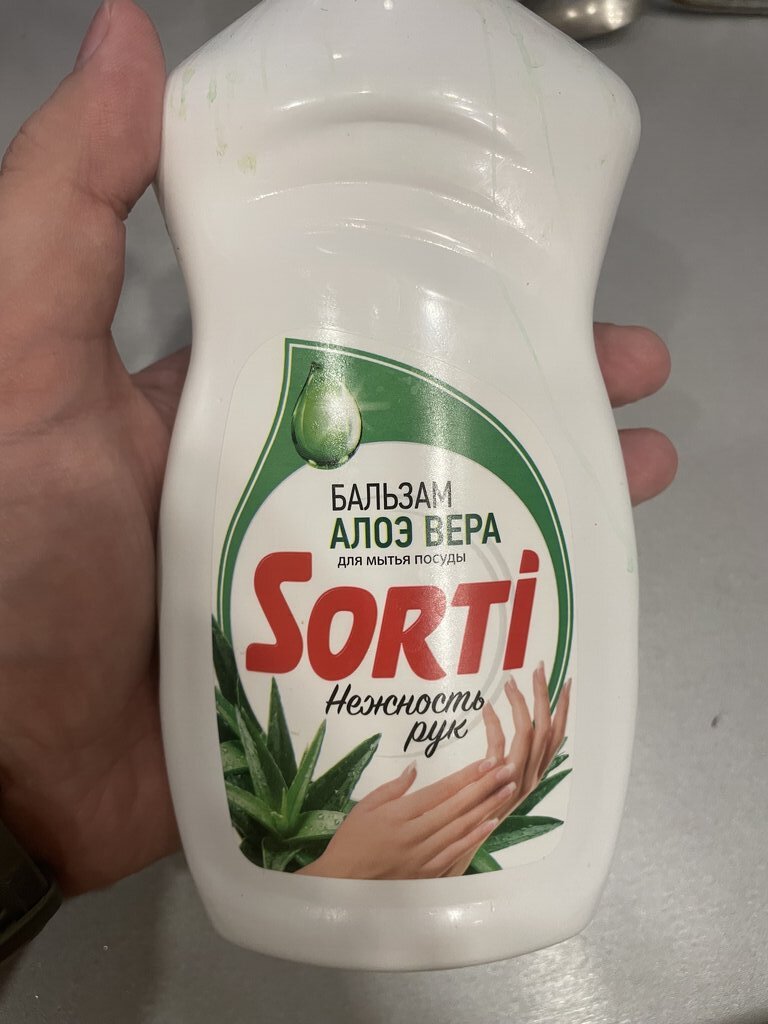 БАЛЬЗАМ
АЛОЭ ВЕРА
для мытья посуды
SORTi
Нежность
рук